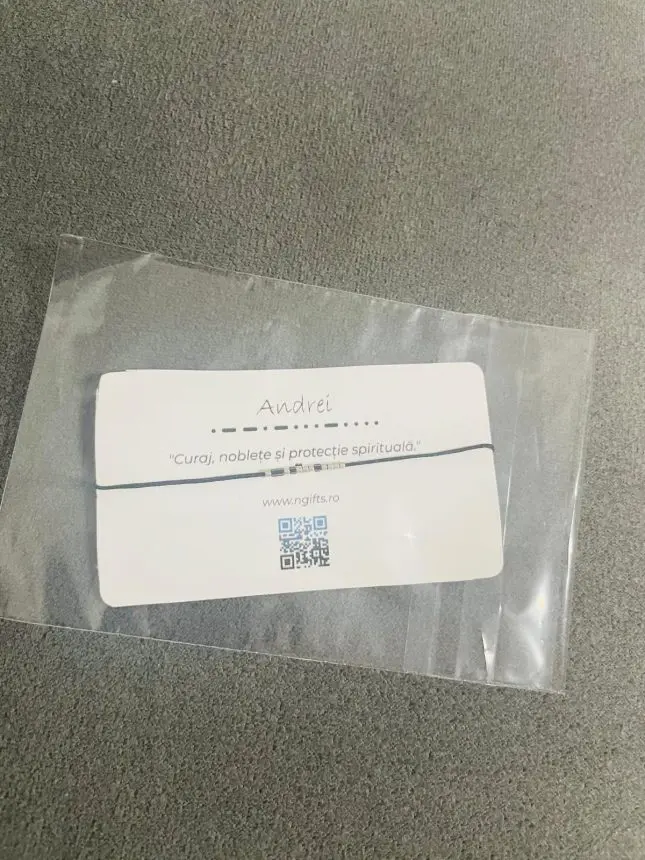 Andrei
"Curaj, noblețe și protecție spirituală."
www.ngifts.ro